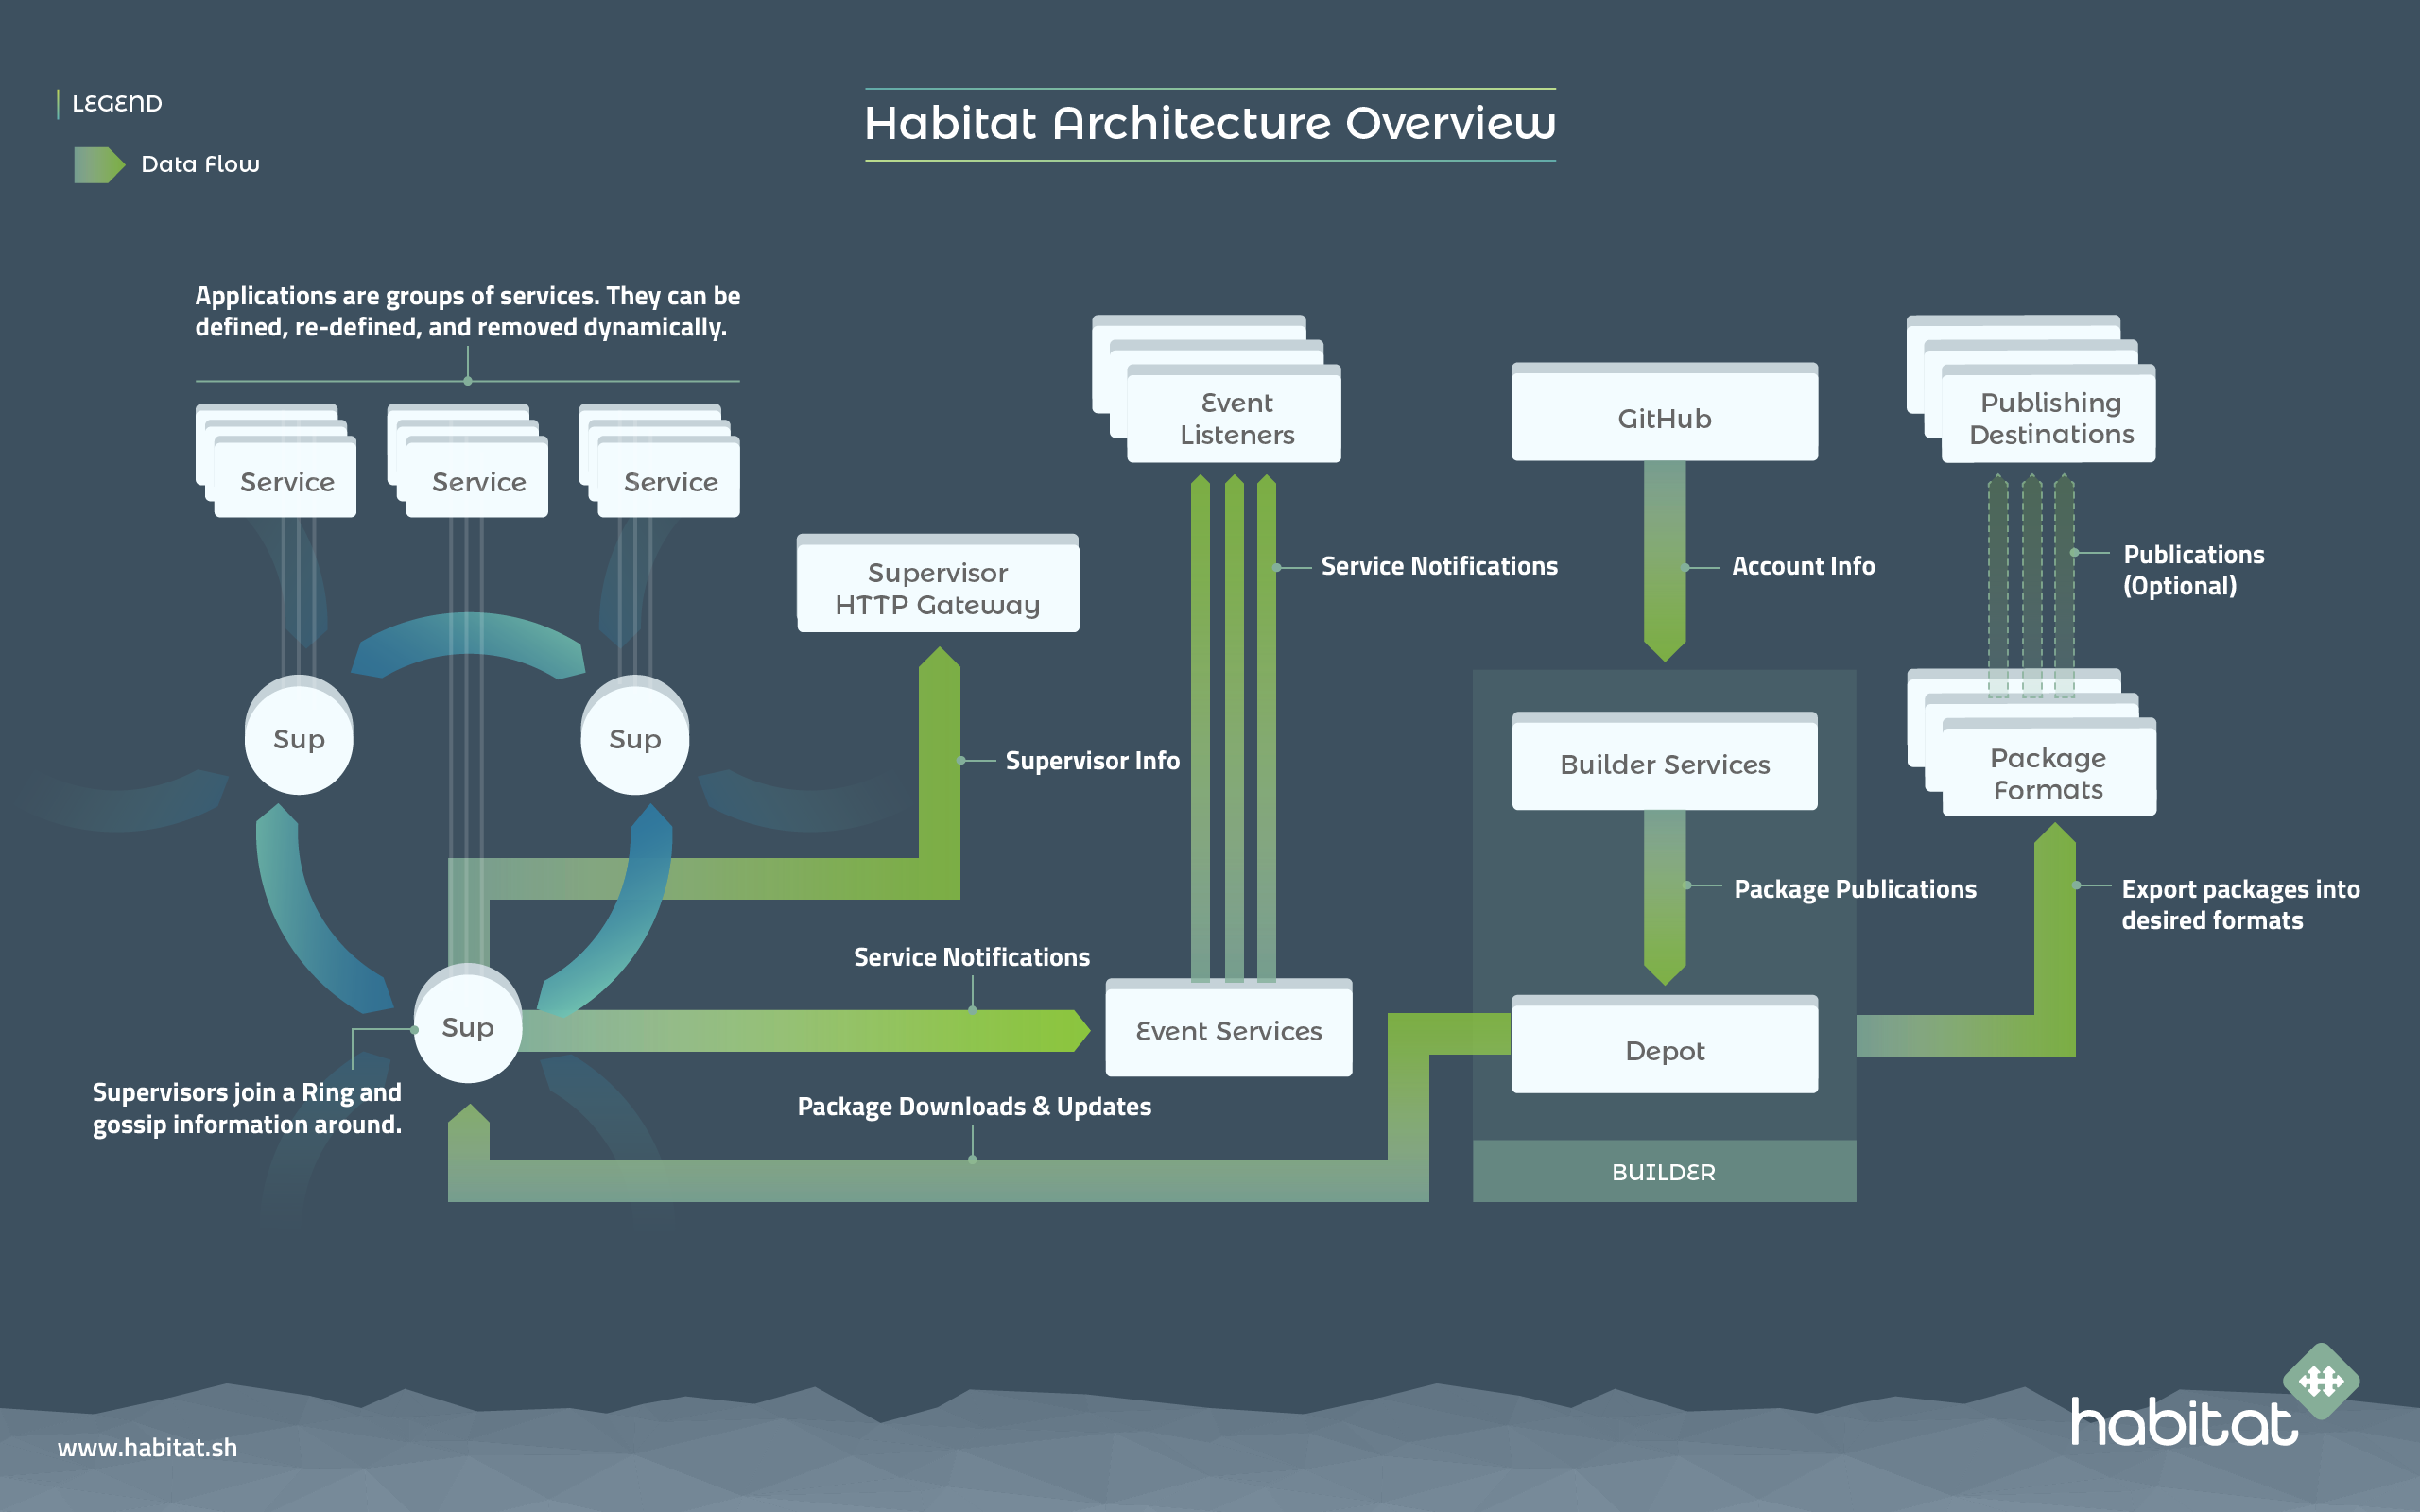 LEGEND
Data Flow
Habitat Architecture Overview
Applications are groups of services. They can be
defined, re-defined, and removed dynamically.
Service
Service
Service
Sup
Sup
Sup
Supervisors join a Ring and
gossip information around.
Supervisor
HTTP Gateway
Supervisor Info
Service Notifications
Package Downloads & Updates
Event
Listeners
Service Notifications
Event Services
GitHub
Account Info
Builder Services
Package Publications
Depot
BUILDER
Publishing
Destinations
Publications
(Optional)
Package
Formats
Export packages into
desired formats
www.habitat.sh
habitat